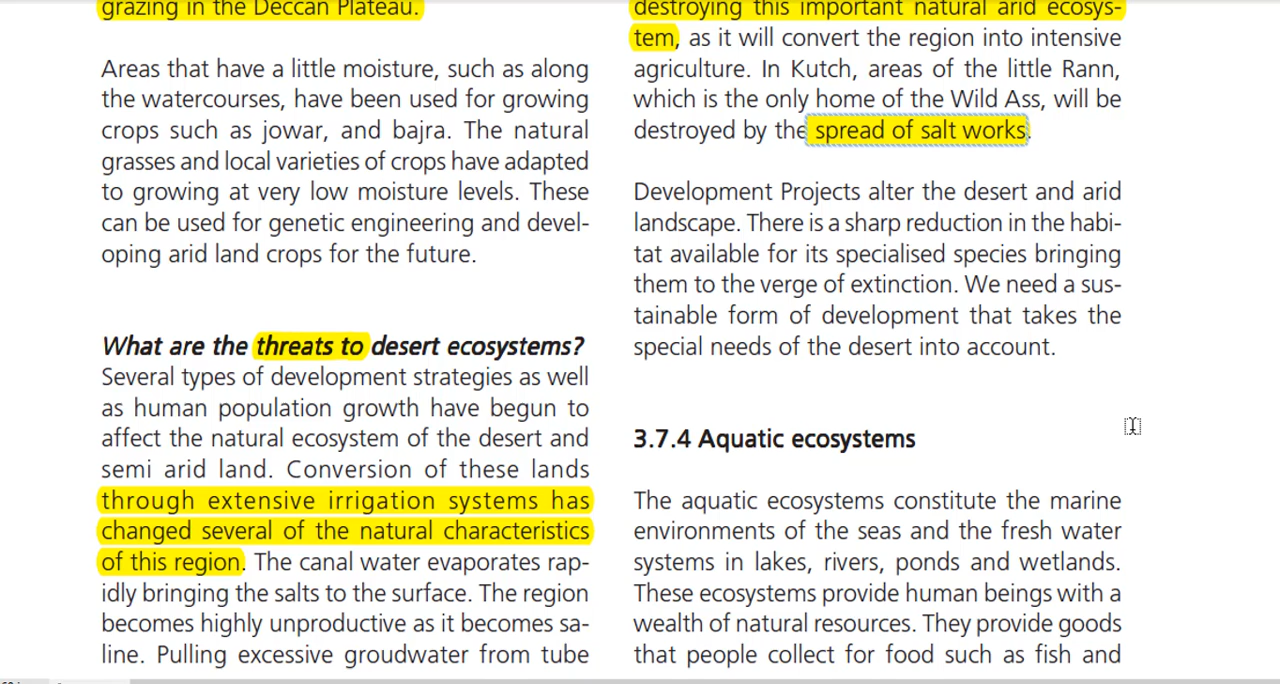 grazing in the Deccan Plateau.
Areas that have a little moisture, such as along
the watercourses, have been used for growing
crops such as jowar, and bajra. The natural
grasses and local varieties of crops have adapted
to growing at very low moisture levels. These
can be used for genetic engineering and devel-
oping arid land crops for the future.
What are the threats to desert ecosystems?
Several types of development strategies as well
as human population growth have begun to
affect the natural ecosystem of the desert and
semi arid land. Conversion of these lands
through extensive irrigation systems has
changed several of the natural characteristics
of this region. The canal water evaporates rap-
idly bringing the salts to the surface. The region
becomes highly unproductive as it becomes sa-
line. Pulling excessive groudwater from tube
destroying this important natural arid ecosys-
tem, as it will convert the region into intensive
agriculture. In Kutch, areas of the little Rann,
which is the only home of the Wild Ass, will be
destroyed by the spread of salt works.
Development Projects alter the desert and arid
landscape. There is a sharp reduction in the habi-
tat available for its specialised species bringing
them to the verge of extinction. We need a sus-
tainable form of development that takes the
special needs of the desert into account.
3.7.4 Aquatic ecosystems
The aquatic ecosystems constitute the marine
environments of the seas and the fresh water
systems in lakes, rivers, ponds and wetlands.
These ecosystems provide human beings with a
wealth of natural resources. They provide goods
that people collect for food such as fish and